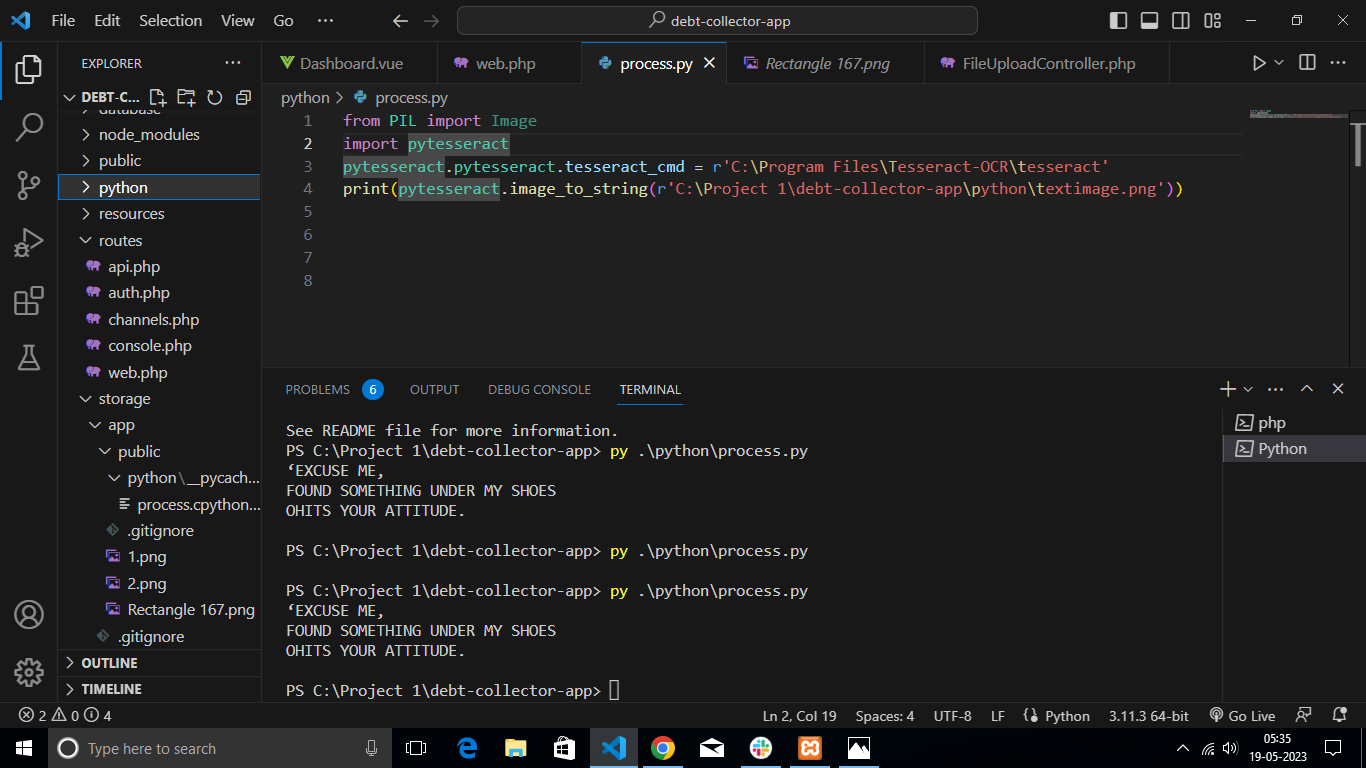 File Edit Selection View Go ··· debt-collector-app
EXPLORER ···
Dashboard.vue web.php process.py Rectangle 167.png FileUploadController.php
DEBT-C...
database
node_modules
public
python
resources
routes
api.php
auth.php
channels.php
console.php
web.php
storage
app
public
python\__pycach...
process.cpython...
.gitignore
1.png
2.png
Rectangle 167.png
.gitignore
OUTLINE
TIMELINE
python > process.py
1 from PIL import Image
2 import pytesseract
3 pytesseract.pytesseract.tesseract_cmd = r'C:\Program Files\Tesseract-OCR\tesseract'
4 print(pytesseract.image_to_string(r'C:\Project 1\debt-collector-app\python\textimage.png'))
5
6
7
8
PROBLEMS 6 OUTPUT DEBUG CONSOLE TERMINAL
See README file for more information.
PS C:\Project 1\debt-collector-app> py .\python\process.py
‘EXCUSE ME,
FOUND SOMETHING UNDER MY SHOES
OHITS YOUR ATTITUDE.
PS C:\Project 1\debt-collector-app> py .\python\process.py
PS C:\Project 1\debt-collector-app> py .\python\process.py
‘EXCUSE ME,
FOUND SOMETHING UNDER MY SHOES
OHITS YOUR ATTITUDE.
PS C:\Project 1\debt-collector-app>
php
Python
2 0 4 Ln 2, Col 19 Spaces: 4 UTF-8 LF Python 3.11.3 64-bit Go Live
Type here to search
05:35
19-05-2023